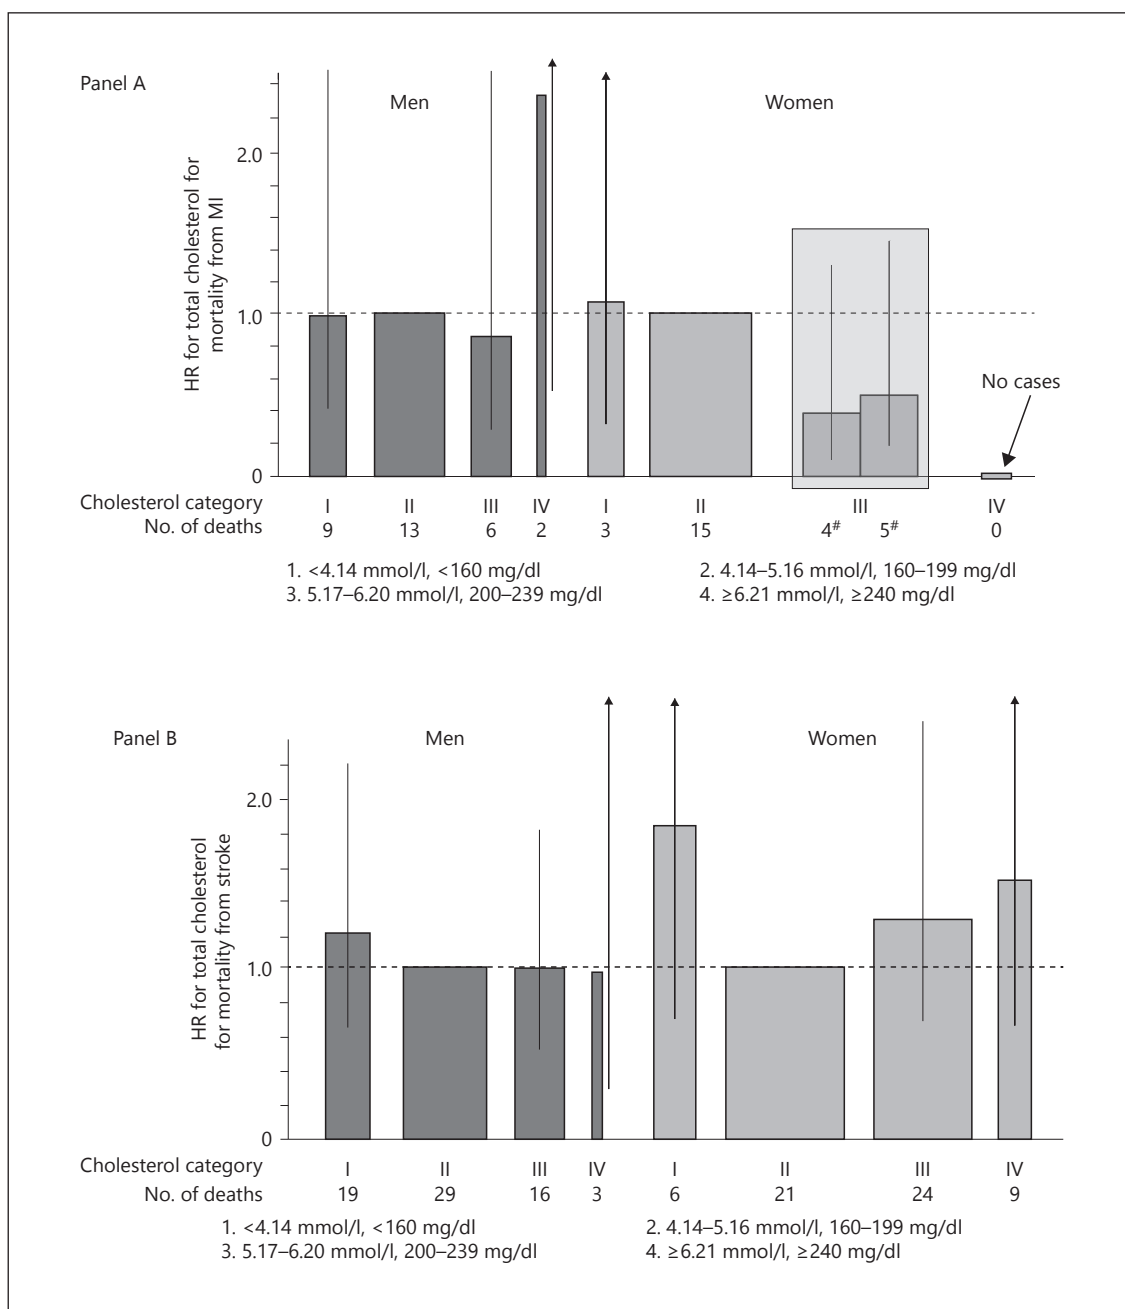 Panel A
Men
Women
HR for total cholesterol for
mortality from MI
2.0
1.0
0
No cases
Cholesterol category I II III IV I II III IV
No. of deaths 9 13 6 2 3 15 4# 5# 0
1. <4.14 mmol/l, <160 mg/dl 2. 4.14–5.16 mmol/l, 160–199 mg/dl
3. 5.17–6.20 mmol/l, 200–239 mg/dl 4. ≥6.21 mmol/l, ≥240 mg/dl
Panel B
Men
Women
HR for total cholesterol
for mortality from stroke
2.0
1.0
0
Cholesterol category I II III IV I II III IV
No. of deaths 19 29 16 3 6 21 24 9
1. <4.14 mmol/l, <160 mg/dl 2. 4.14–5.16 mmol/l, 160–199 mg/dl
3. 5.17–6.20 mmol/l, 200–239 mg/dl 4. ≥6.21 mmol/l, ≥240 mg/dl